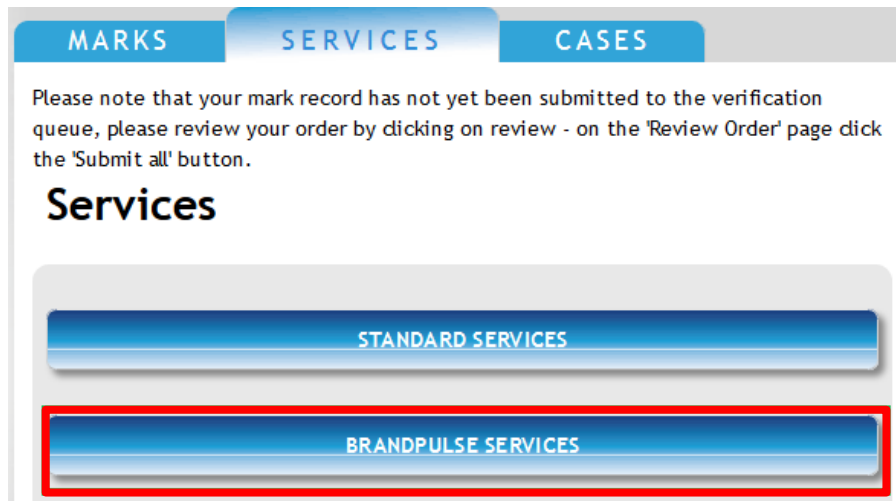 MARKS SERVICES CASES
Please note that your mark record has not yet been submitted to the verification
queue, please review your order by clicking on review - on the 'Review Order' page click
the 'Submit all' button.
Services
STANDARD SERVICES
BRANDPULSE SERVICES